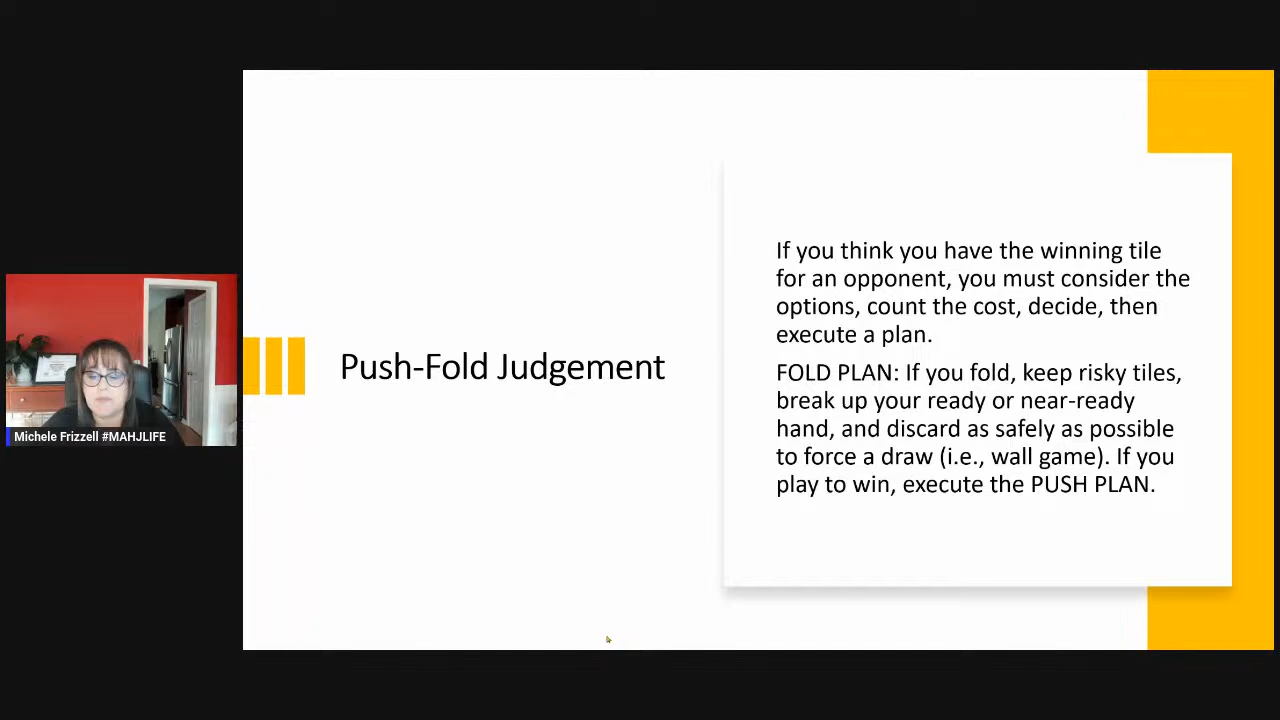 Push-Fold Judgement
If you think you have the winning tile
for an opponent, you must consider the
options, count the cost, decide, then
execute a plan.
FOLD PLAN: If you fold, keep risky tiles,
break up your ready or near-ready
hand, and discard as safely as possible
to force a draw (i.e., wall game). If you
play to win, execute the PUSH PLAN.
Michele Frizzell #MAHJLIFE